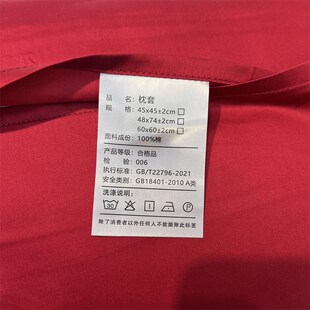 品 名:枕套
规 格:45x45±2cm□
48x74±2cm□
60x60±2cm□
面料成份:100%棉
产品等级:合格品
检 验:006
执行标准:GB/T22796-2021
安全类别:GB18401-2010 A类
洗涤说明:
30
除了消费者以外任何人不能撕去此标签